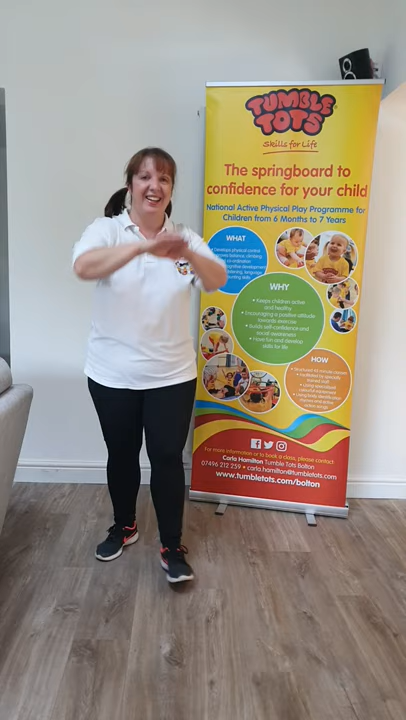 TUMBLE
TOTS
Skills for Life
The springboard to
confidence for your child
National Active Physical Play Programme for
Children from 6 Months to 7 Years
WHAT
WHY
• Keeps children active
and healthy
• Encouraging a positive attitude
towards exercise
• Builds self-confidence and
social awareness
• Have fun and develop
skills for life
HOW
For more information or to book a class, please contact
Carla Hamilton Tumble Tots Bolton
07496 212 259 • carla.hamilton@tumbletots.com
www.tumbletots.com/bolton